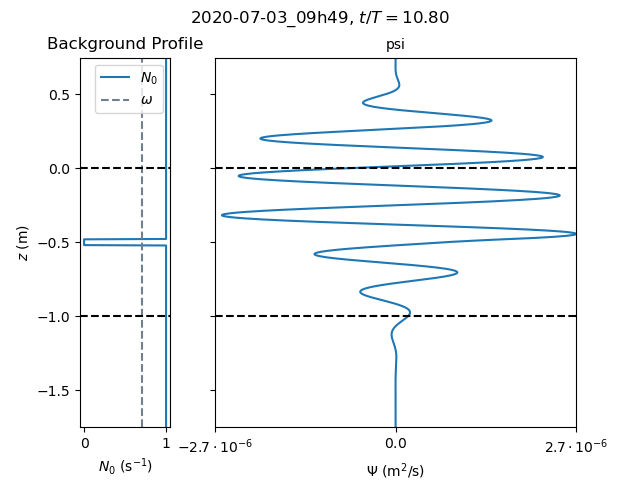 2020-07-03_09h49, t/T = 10.80
Background Profile
psi
N₀
ω
0.5
0.0
−0.5
−1.0
−1.5
z (m)
0
1
N₀ (s⁻¹)
−2.7 · 10⁻⁶
0.0
2.7 · 10⁻⁶
Ψ (m²/s)